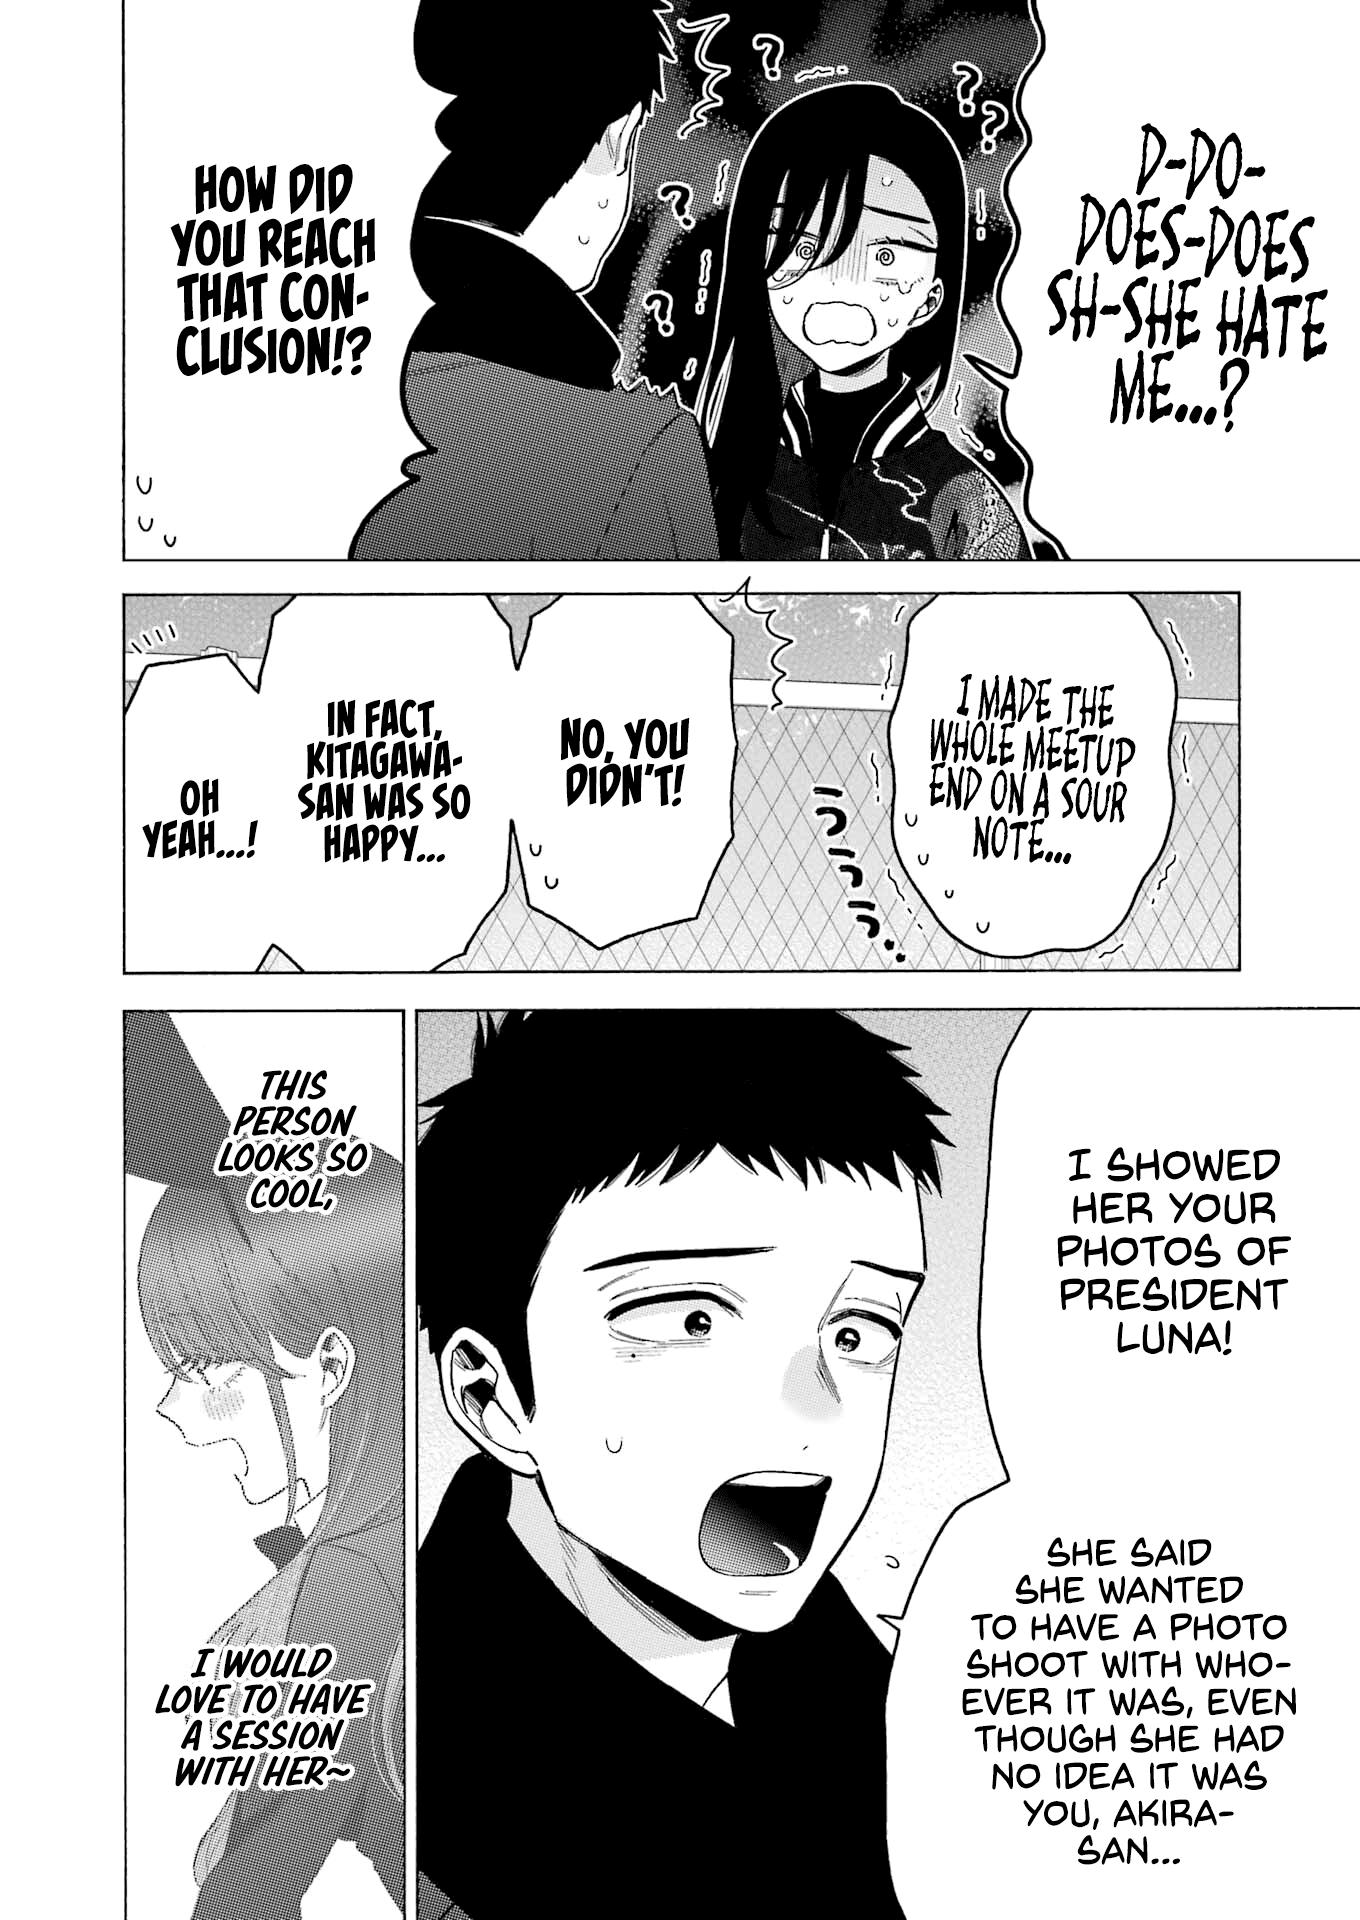 D-DO-
DOES-DOES
SH-SHE HATE
ME...?
HOW DID
YOU REACH
THAT CON-
CLUSION!?
? ? ? ? ? ?
I MADE THE
WHOLE MEETUP
END ON A SOUR
NOTE...
うううう...
NO, YOU
DIDN'T!
IN FACT,
KITAGAWA-
SAN WAS SO
HAPPY...
OH
YEAH...!
I SHOWED
HER YOUR
PHOTOS OF
PRESIDENT
LUNA!
SHE SAID
SHE WANTED
TO HAVE A PHOTO
SHOOT WITH WHO-
EVER IT WAS, EVEN
THOUGH SHE HAD
NO IDEA IT WAS
YOU, AKIRA-
SAN...
THIS
PERSON
LOOKS SO
COOL,
I WOULD
LOVE TO HAVE
A SESSION
WITH HER~